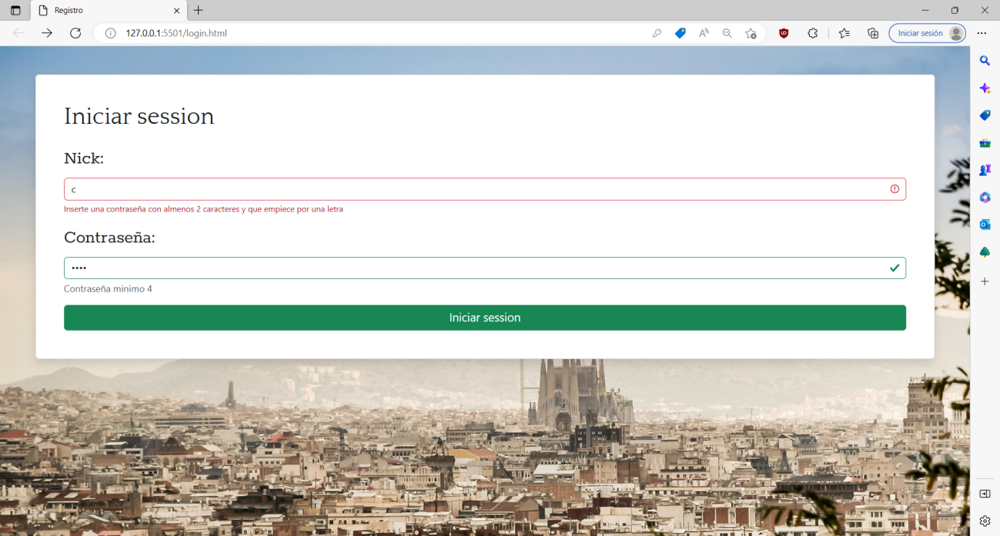 Registro
127.0.0.1:5501/login.html
Iniciar sesión
Iniciar session
Nick:
c
Inserte una contraseña con almenos 2 caracteres y que empiece por una letra
Contraseña:
••••
Contraseña minimo 4
Iniciar session